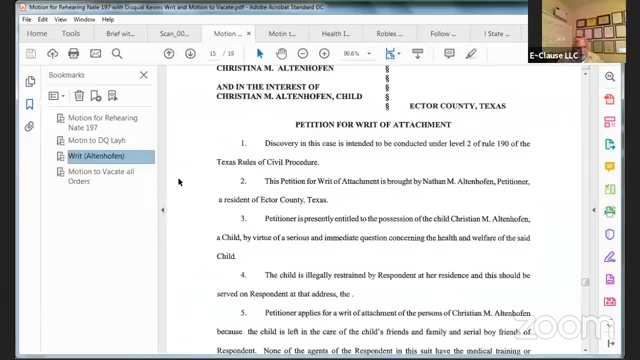 Motion for Rehearing Nate 197 with Disqual Kevins Writ and Motion to Vacate.pdf - Adobe Acrobat Standard DC
File Edit View Window Help
Home Tools Brief wit... Scan_00... Motion ... Motin t... Health I... Robles ... I State ...
15 / 19 90.6%
E-Clause LLC
Bookmarks
Motion for Rehearing
Nate 197
Motin to DQ Layh
Writ (Altenhofen)
Motion to Vacate all
Orders
CHRISTINA M. ALTENHOFEN §
§
AND IN THE INTEREST OF §
CHRISTIAN M. ALTENHOFEN, CHILD §
§ ECTOR COUNTY, TEXAS
PETITION FOR WRIT OF ATTACHMENT
1. Discovery in this case is intended to be conducted under level 2 of rule 190 of the
Texas Rules of Civil Procedure.
2. This Petition for Writ of Attachment is brought by Nathan M. Altenhofen, Petitioner,
a resident of Ector County, Texas.
3. Petitioner is presently entitled to the possession of the child Christian M. Altenhofen,
a Child, by virtue of a serious and immediate question concerning the health and welfare of the said
Child.
4. The child is illegally restrained by Respondent at her residence and this should be
served on Respondent at that address, the .
5. Petitioner applies for a writ of attachment of the persons of Christian M. Altenhofen
because the child is left in the care of the child's friends and family and serial boy friends of
Respondent. None of the agents of the Respondent in this suit have the medical training or
zoom